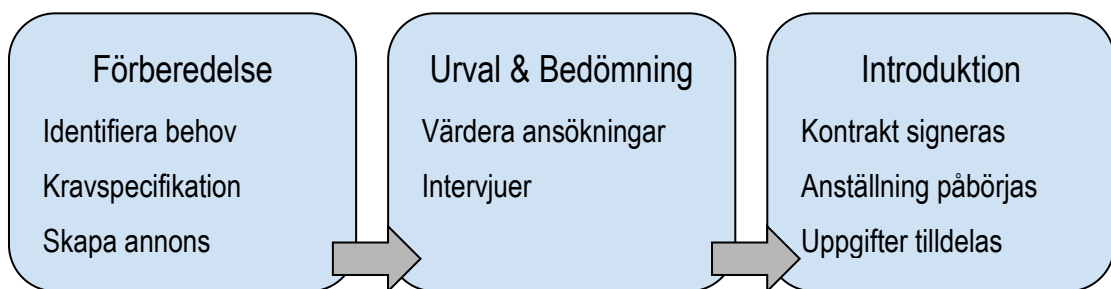 Förberedelse
Identifiera behov
Kravspecifikation
Skapa annons
Urval & Bedömning
Värdera ansökningar
Intervjuer
Introduktion
Kontrakt signeras
Anställning påbörjas
Uppgifter tilldelas